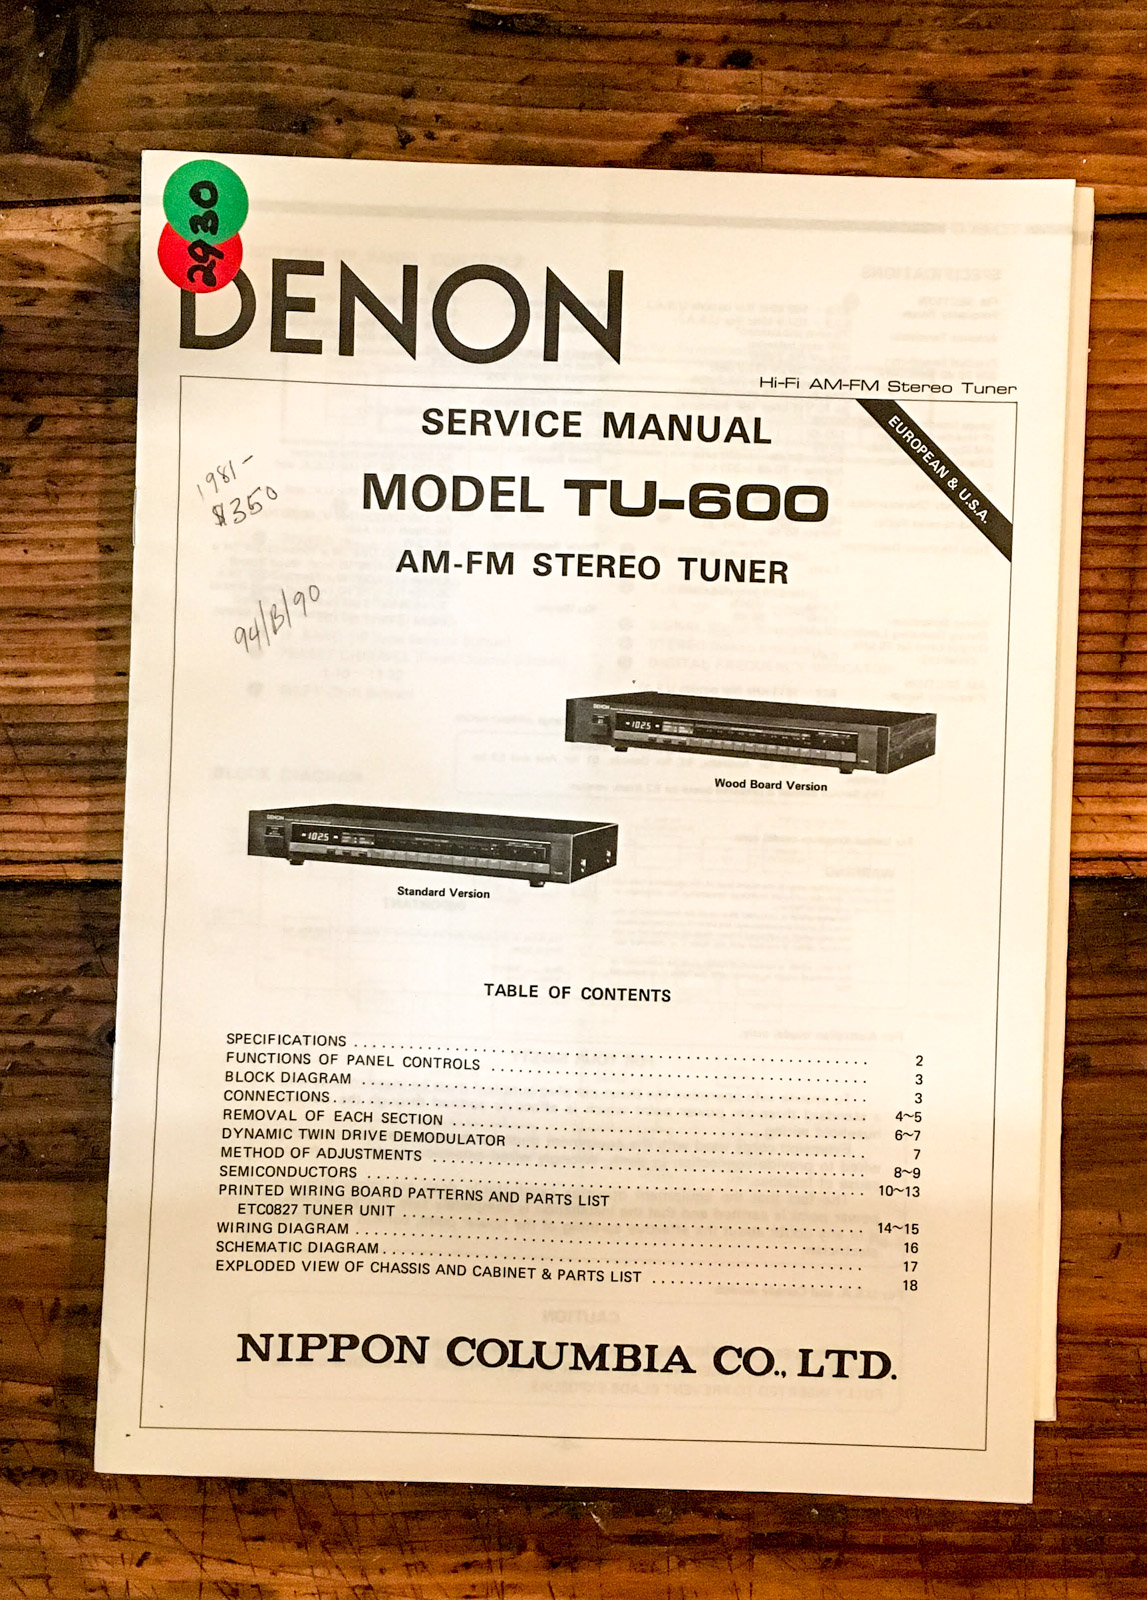 2930
DENON
Hi-Fi AM-FM Stereo Tuner
SERVICE MANUAL
EUROPEAN & U.S.A.
MODEL TU-600
AM-FM STEREO TUNER
1981-
$350
94/B/90
DENON
1025
Wood Board Version
DENON
1025
Standard Version
TABLE OF CONTENTS
SPECIFICATIONS ........ 2
FUNCTIONS OF PANEL CONTROLS ........ 3
BLOCK DIAGRAM ........ 3
CONNECTIONS ........ 4~5
REMOVAL OF EACH SECTION ........ 6~7
DYNAMIC TWIN DRIVE DEMODULATOR ........ 7
METHOD OF ADJUSTMENTS ........ 8~9
SEMICONDUCTORS ........ 10~13
PRINTED WIRING BOARD PATTERNS AND PARTS LIST
ETC0827 TUNER UNIT ........ 14~15
WIRING DIAGRAM ........ 16
SCHEMATIC DIAGRAM ........ 17
EXPLODED VIEW OF CHASSIS AND CABINET & PARTS LIST ........ 18
NIPPON COLUMBIA CO., LTD.